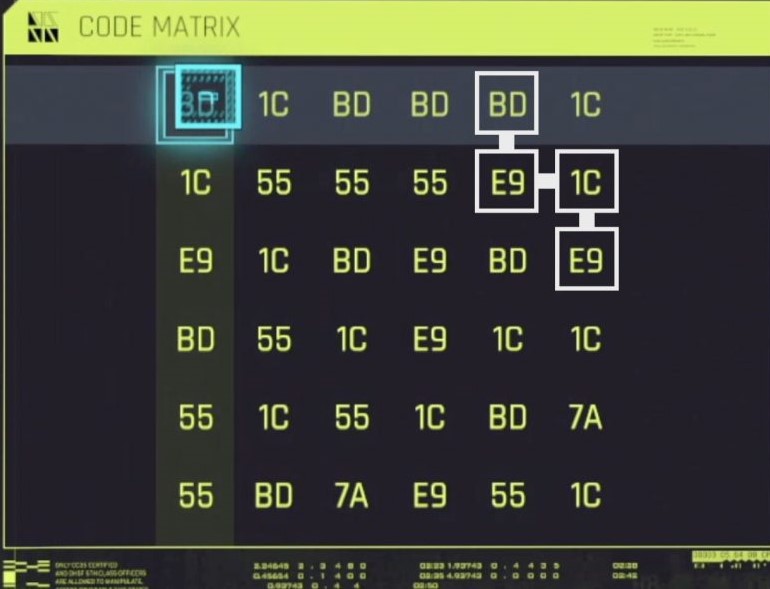 CODE MATRIX
BD 1C BD BD BD 1C
1C 55 55 55 E9 1C
E9 1C BD E9 BD E9
BD 55 1C E9 1C 1C
55 1C 55 1C BD 7A
55 BD 7A E9 55 1C